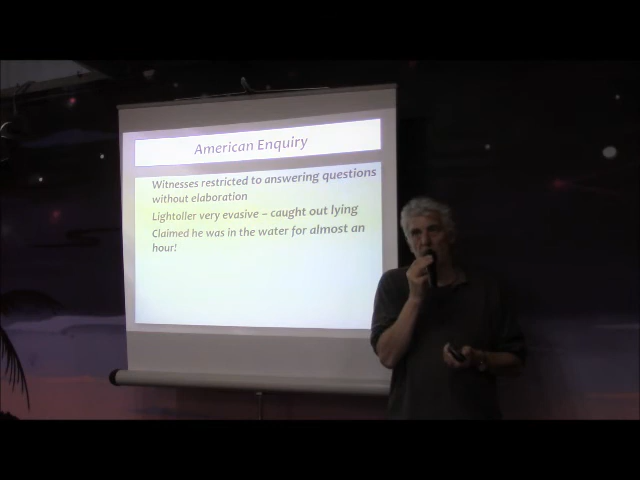 American Enquiry
Witnesses restricted to answering questions
without elaboration
Lightoller very evasive – caught out lying
Claimed he was in the water for almost an
hour!